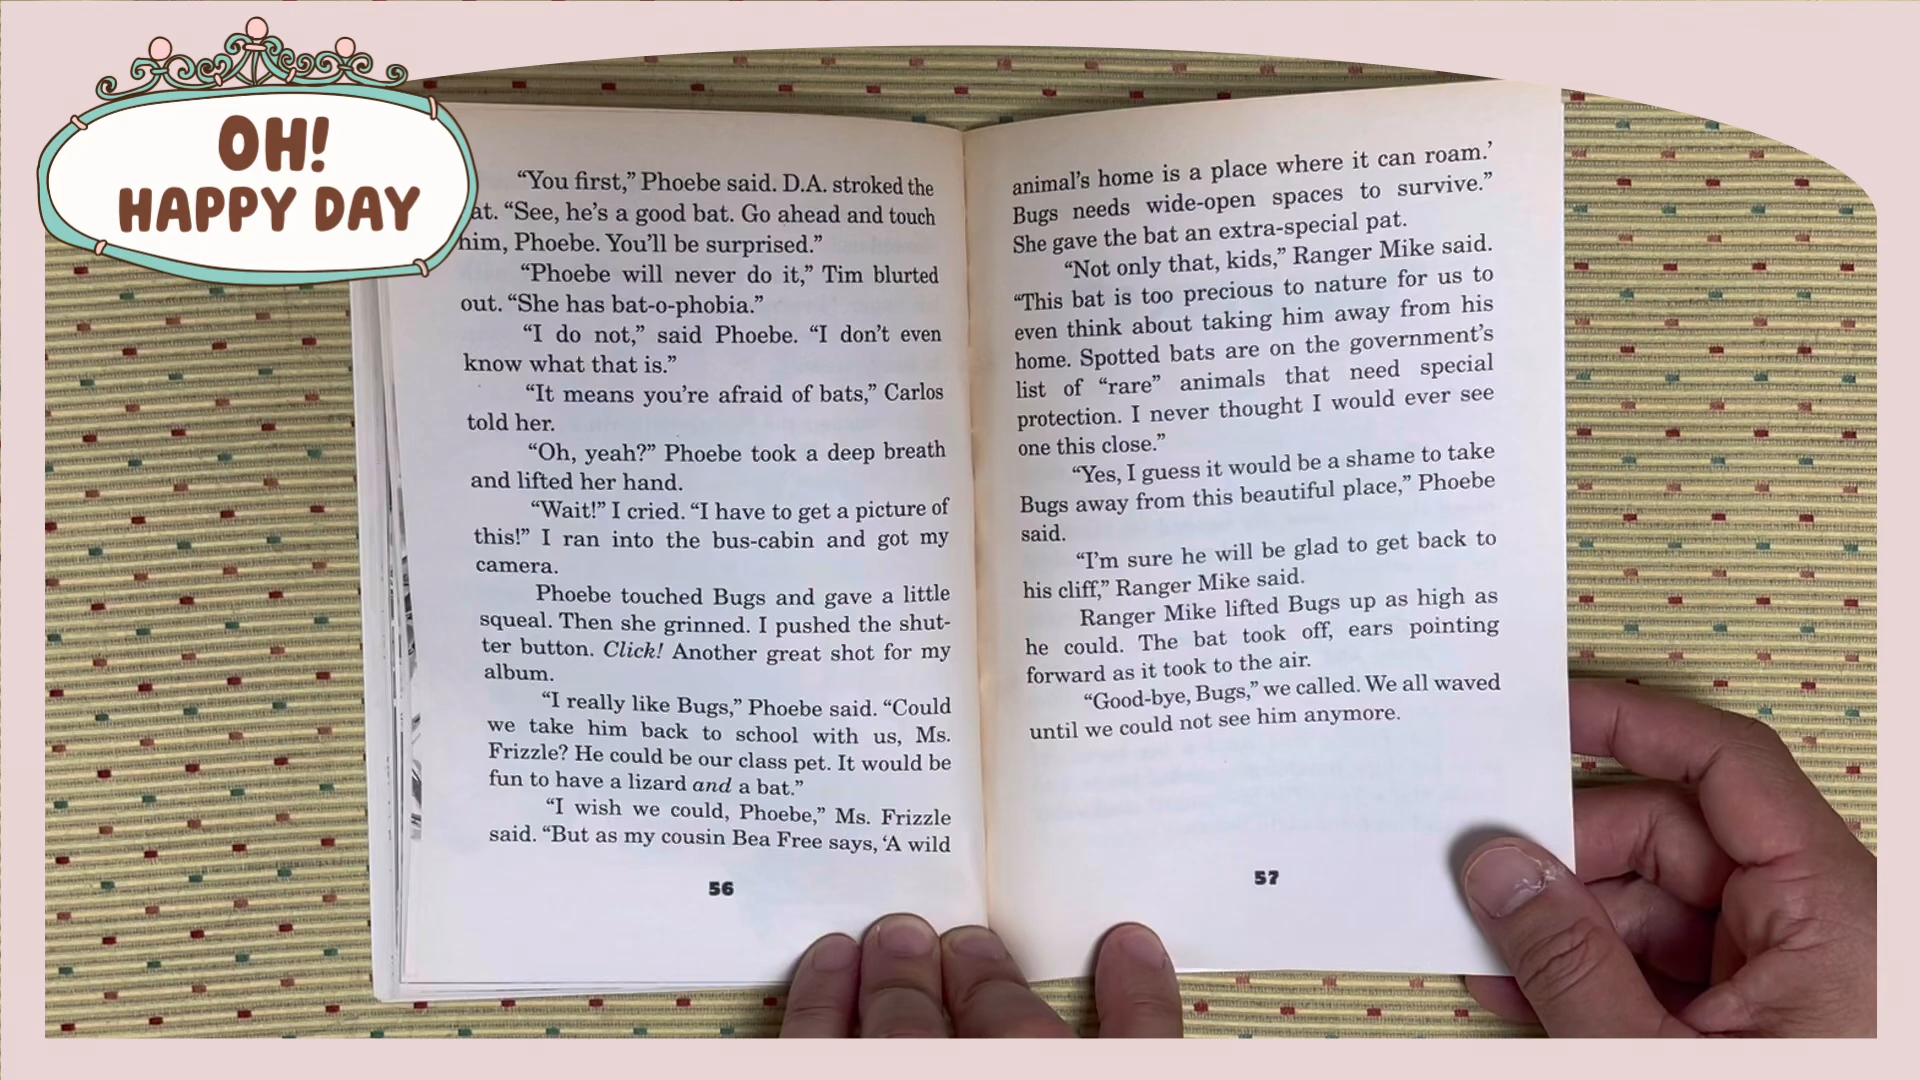 OH!
HAPPY DAY
“You first,” Phoebe said. D.A. stroked the
at. “See, he’s a good bat. Go ahead and touch
him, Phoebe. You’ll be surprised.”
“Phoebe will never do it,” Tim blurted
out. “She has bat-o-phobia.”
“I do not,” said Phoebe. “I don’t even
know what that is.”
“It means you’re afraid of bats,” Carlos
told her.
“Oh, yeah?” Phoebe took a deep breath
and lifted her hand.
“Wait!” I cried. “I have to get a picture of
this!” I ran into the bus-cabin and got my
camera.
Phoebe touched Bugs and gave a little
squeal. Then she grinned. I pushed the shut-
ter button. Click! Another great shot for my
album.
“I really like Bugs,” Phoebe said. “Could
we take him back to school with us, Ms.
Frizzle? He could be our class pet. It would be
fun to have a lizard and a bat.”
“I wish we could, Phoebe,” Ms. Frizzle
said. “But as my cousin Bea Free says, ‘A wild
56
animal’s home is a place where it can roam.’
Bugs needs wide-open spaces to survive.”
She gave the bat an extra-special pat.
“Not only that, kids,” Ranger Mike said.
“This bat is too precious to nature for us to
even think about taking him away from his
home. Spotted bats are on the government’s
list of “rare” animals that need special
protection. I never thought I would ever see
one this close.”
“Yes, I guess it would be a shame to take
Bugs away from this beautiful place,” Phoebe
said.
“I’m sure he will be glad to get back to
his cliff,” Ranger Mike said.
Ranger Mike lifted Bugs up as high as
he could. The bat took off, ears pointing
forward as it took to the air.
“Good-bye, Bugs,” we called. We all waved
until we could not see him anymore.
57